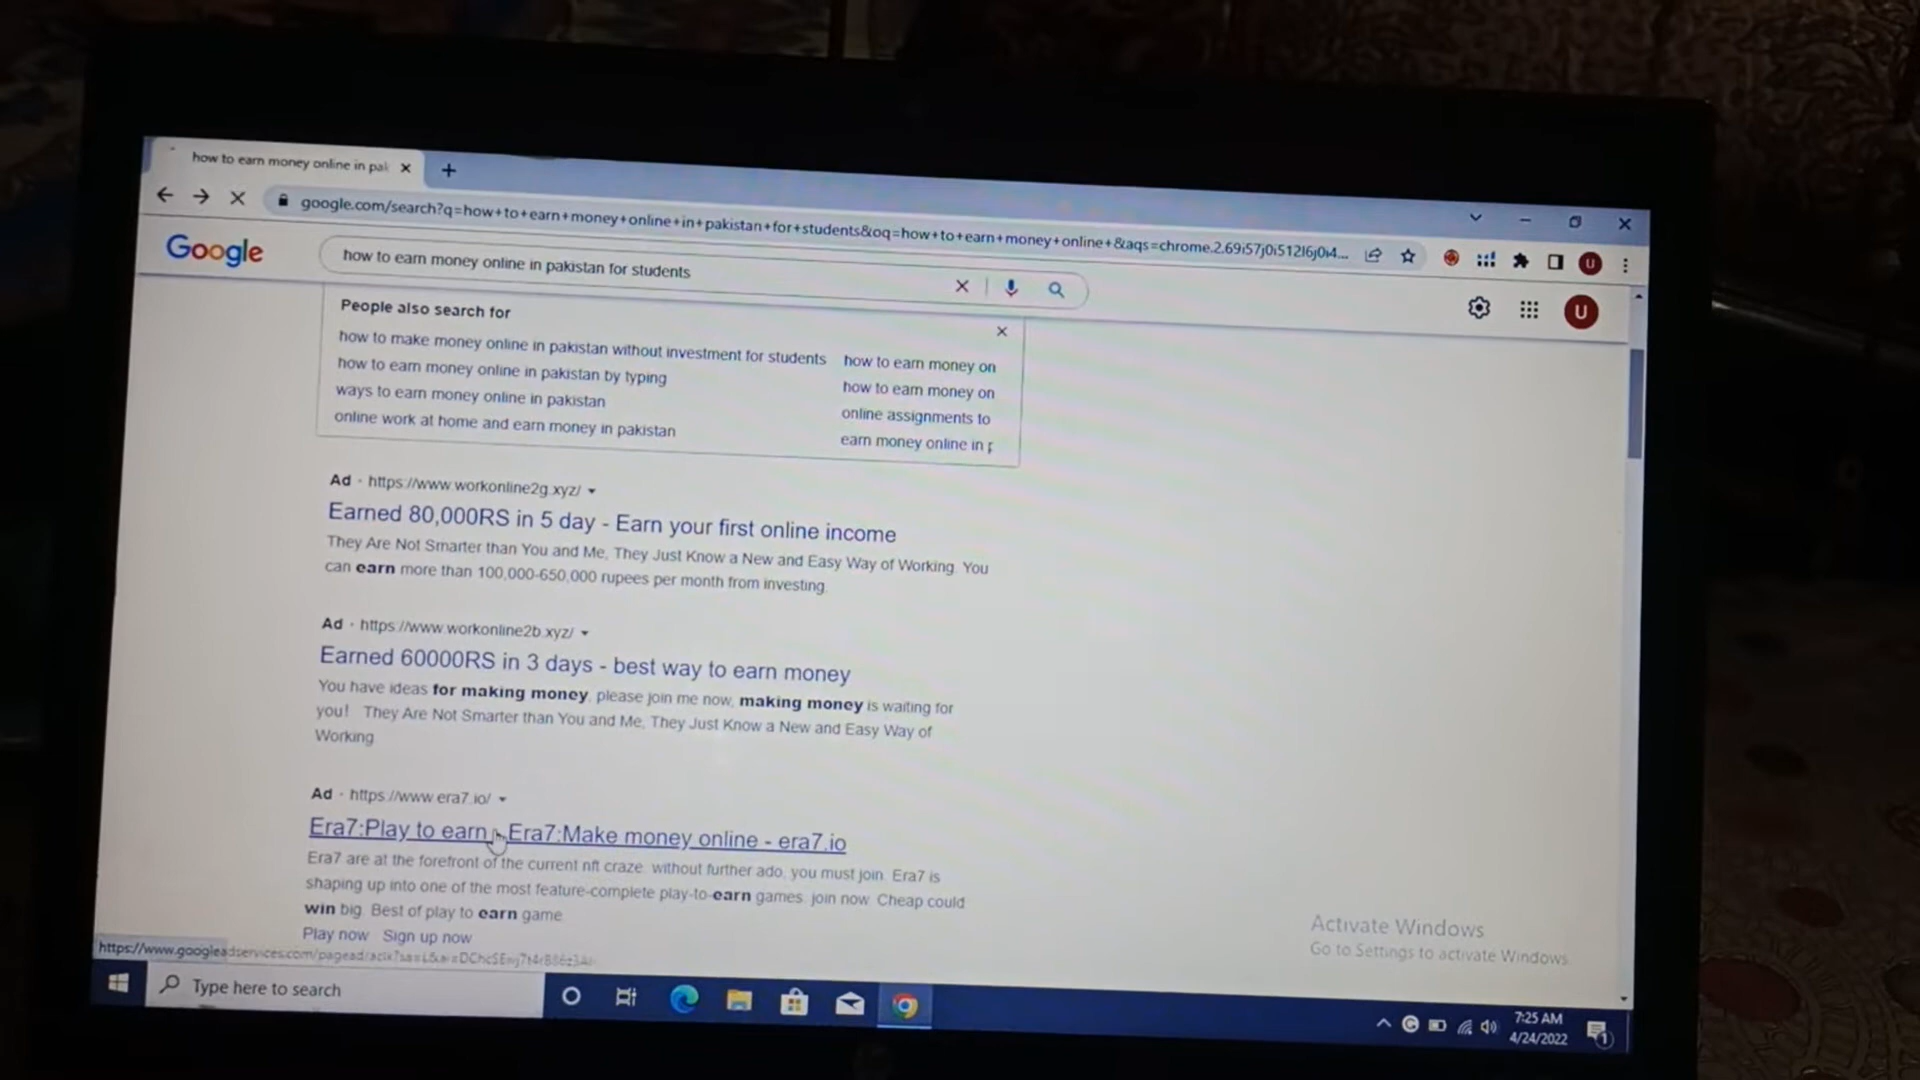 how to earn money online in pal
google.com/search?q=how+to+earn+money+online+in+pakistan+for+students&oq=how+to+earn+money+online+&aqs=chrome.2.69i57j0i512l6j0i4...
Google
how to earn money online in pakistan for students
U
U
People also search for
how to make money online in pakistan without investment for students
how to earn money on
how to earn money online in pakistan by typing
how to earn money on
ways to earn money online in pakistan
online assignments to
online work at home and earn money in pakistan
earn money online in p
Ad · https://www.workonline2g.xyz/
Earned 80,000RS in 5 day - Earn your first online income
They Are Not Smarter than You and Me, They Just Know a New and Easy Way of Working. You
can earn more than 100,000-650,000 rupees per month from investing.
Ad · https://www.workonline2b.xyz/
Earned 60000RS in 3 days - best way to earn money
You have ideas for making money, please join me now, making money is waiting for
you! They Are Not Smarter than You and Me, They Just Know a New and Easy Way of
Working
Ad · https://www.era7.io/
Era7:Play to earn Era7:Make money online - era7.io
Era7 are at the forefront of the current nft craze. without further ado, you must join. Era7 is
shaping up into one of the most feature-complete play-to-earn games. join now. Cheap could
win big. Best of play to earn game.
Play now Sign up now
Activate Windows
Go to Settings to activate Windows.
https://www.googleadservices.com/pagead/aclk?sa=L&ai=
Type here to search
7:25 AM
4/24/2022
1